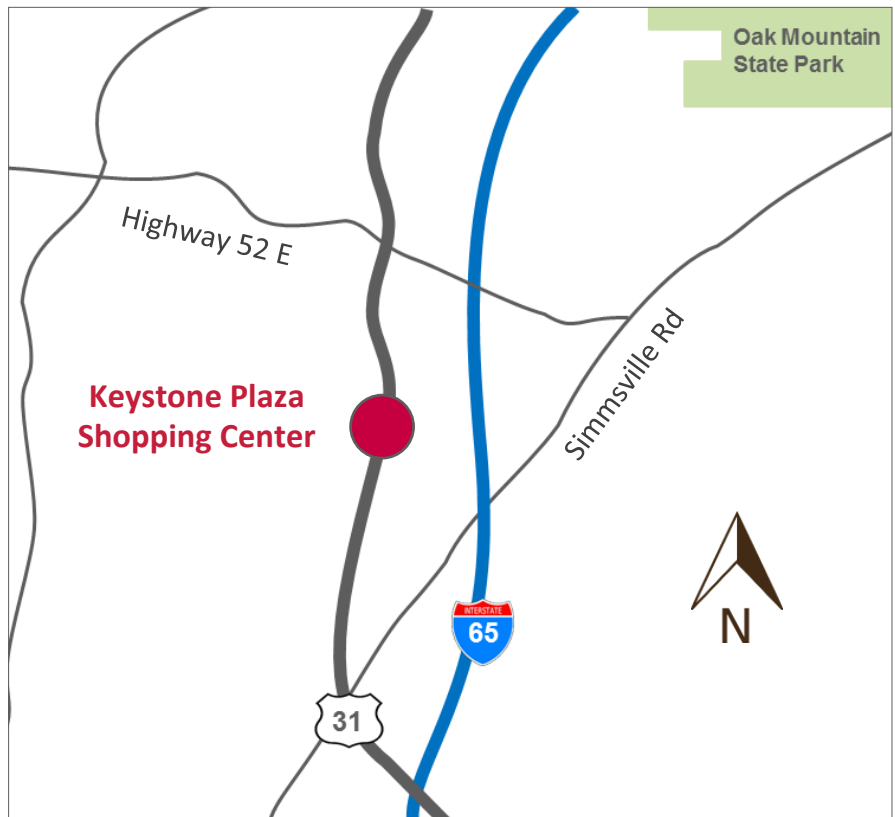 Oak Mountain
State Park
Highway 52 E
Simmsville Rd
Keystone Plaza
Shopping Center
INTERSTATE
65
N
31